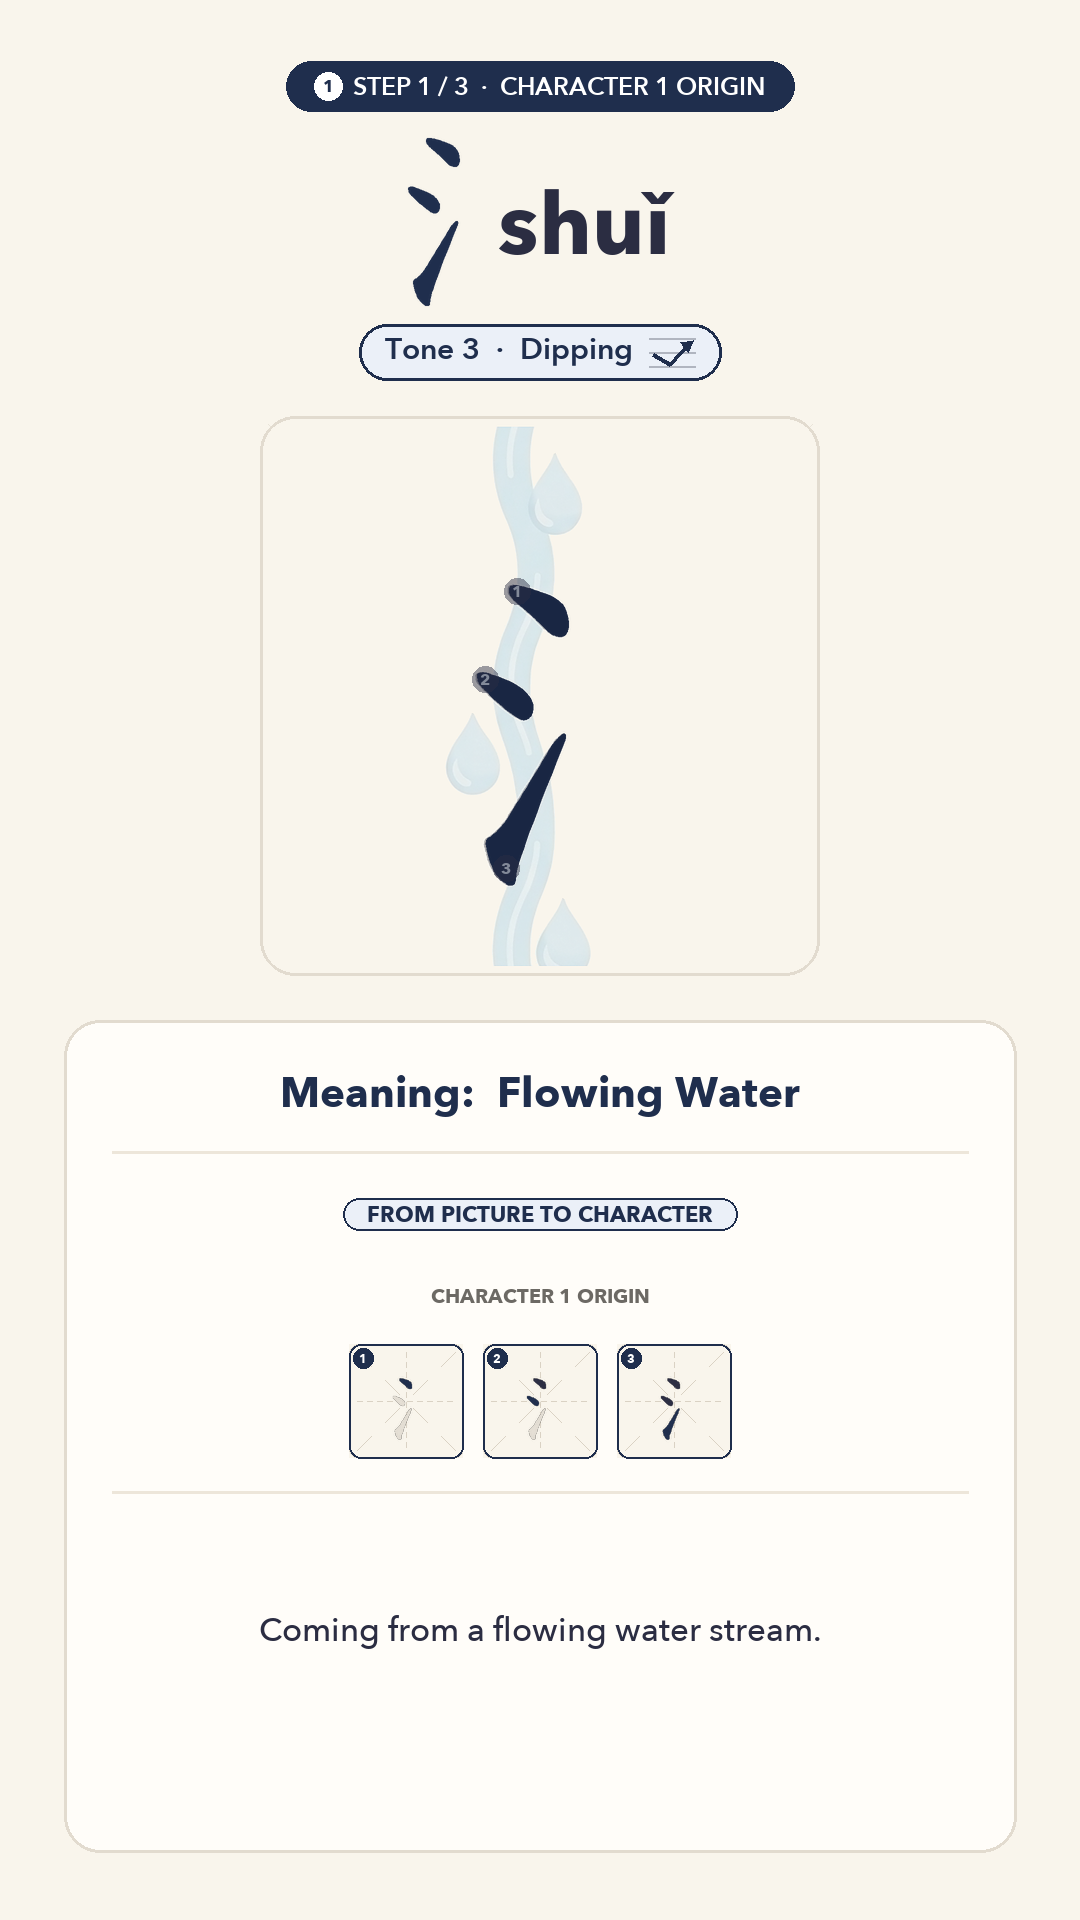 1 STEP 1 / 3 · CHARACTER 1 ORIGIN
氵 shuǐ
Tone 3 · Dipping
1
2
3
Meaning: Flowing Water
FROM PICTURE TO CHARACTER
CHARACTER 1 ORIGIN
1 2 3
Coming from a flowing water stream.